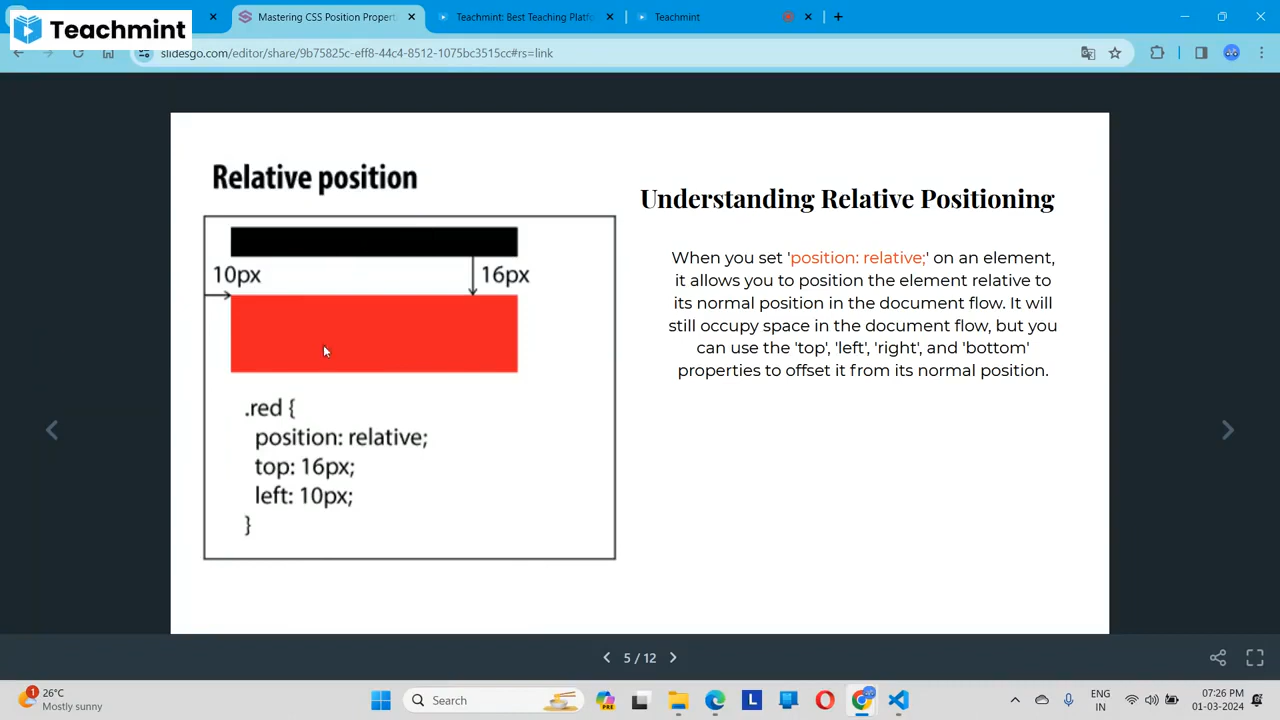 Teachmint
Mastering CSS Position Propert
Teachmint: Best Teaching Platf
Teachmint
slidesgo.com/editor/share/9b75825c-eff8-44c4-8512-1075bc3515cc#rs=link
Relative position
10px
16px
.red {
position: relative;
top: 16px;
left: 10px;
}
Understanding Relative Positioning
When you set 'position: relative;' on an element,
it allows you to position the element relative to
its normal position in the document flow. It will
still occupy space in the document flow, but you
can use the 'top', 'left', 'right', and 'bottom'
properties to offset it from its normal position.
5 / 12
1
26°C
Mostly sunny
Search
PRE
L
ENG
IN
07:26 PM
01-03-2024